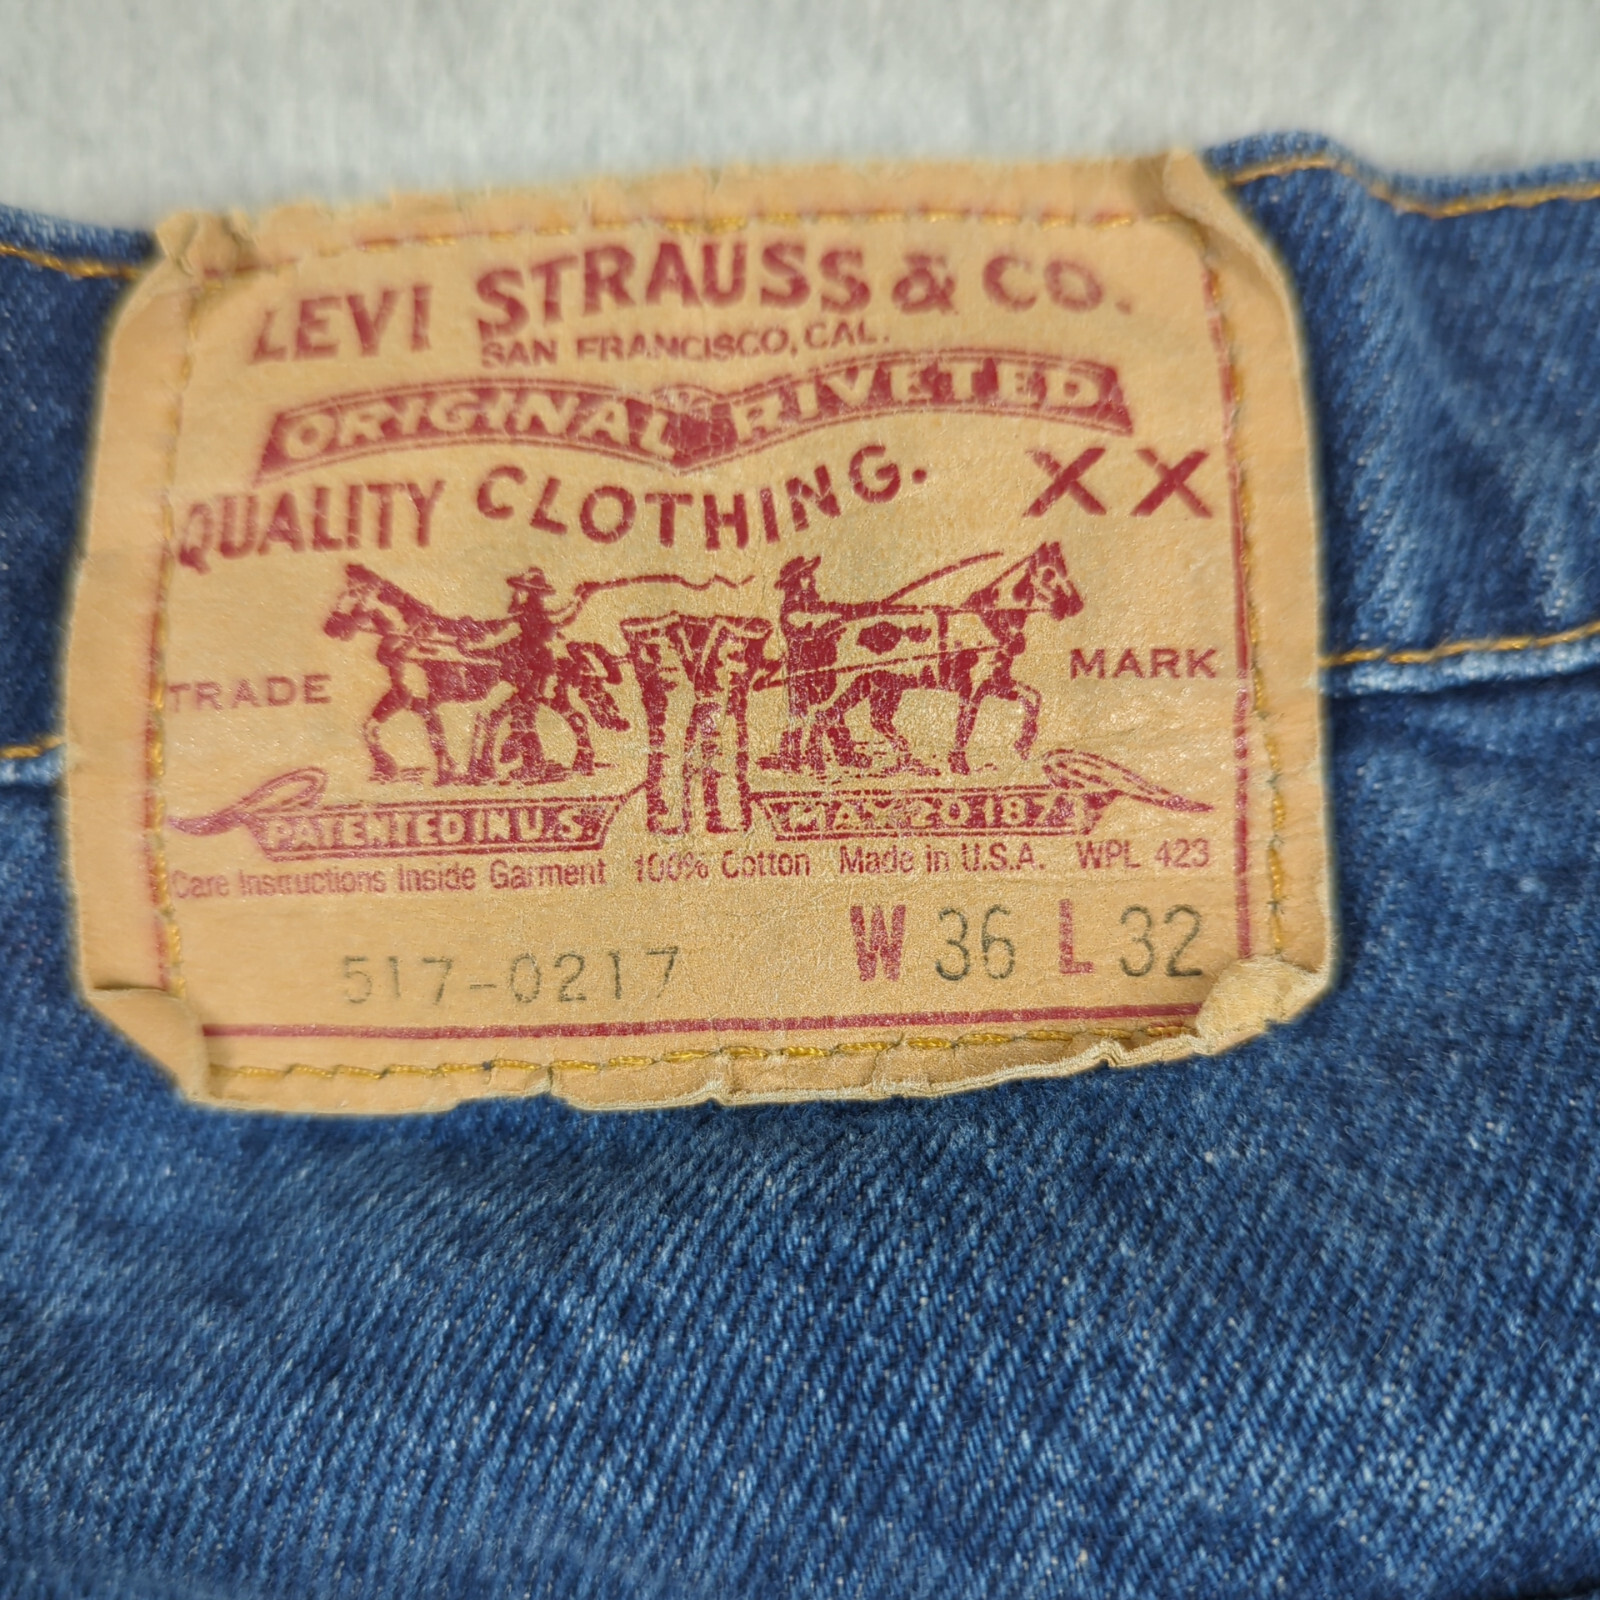 LEVI STRAUSS & CO.
SAN FRANCISCO, CAL.
ORIGINAL RIVETED
QUALITY CLOTHING. XX
TRADE MARK
PATENTED IN U.S. MAY 20 1873
Care Instructions Inside Garment 100% Cotton Made in U.S.A. WPL 423
517-0217 W 36 L 32